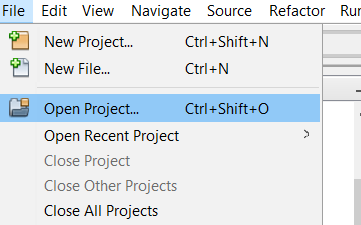 File Edit View Navigate Source Refactor
New Project... Ctrl+Shift+N
New File... Ctrl+N
Open Project... Ctrl+Shift+O
Open Recent Project
Close Project
Close Other Projects
Close All Projects